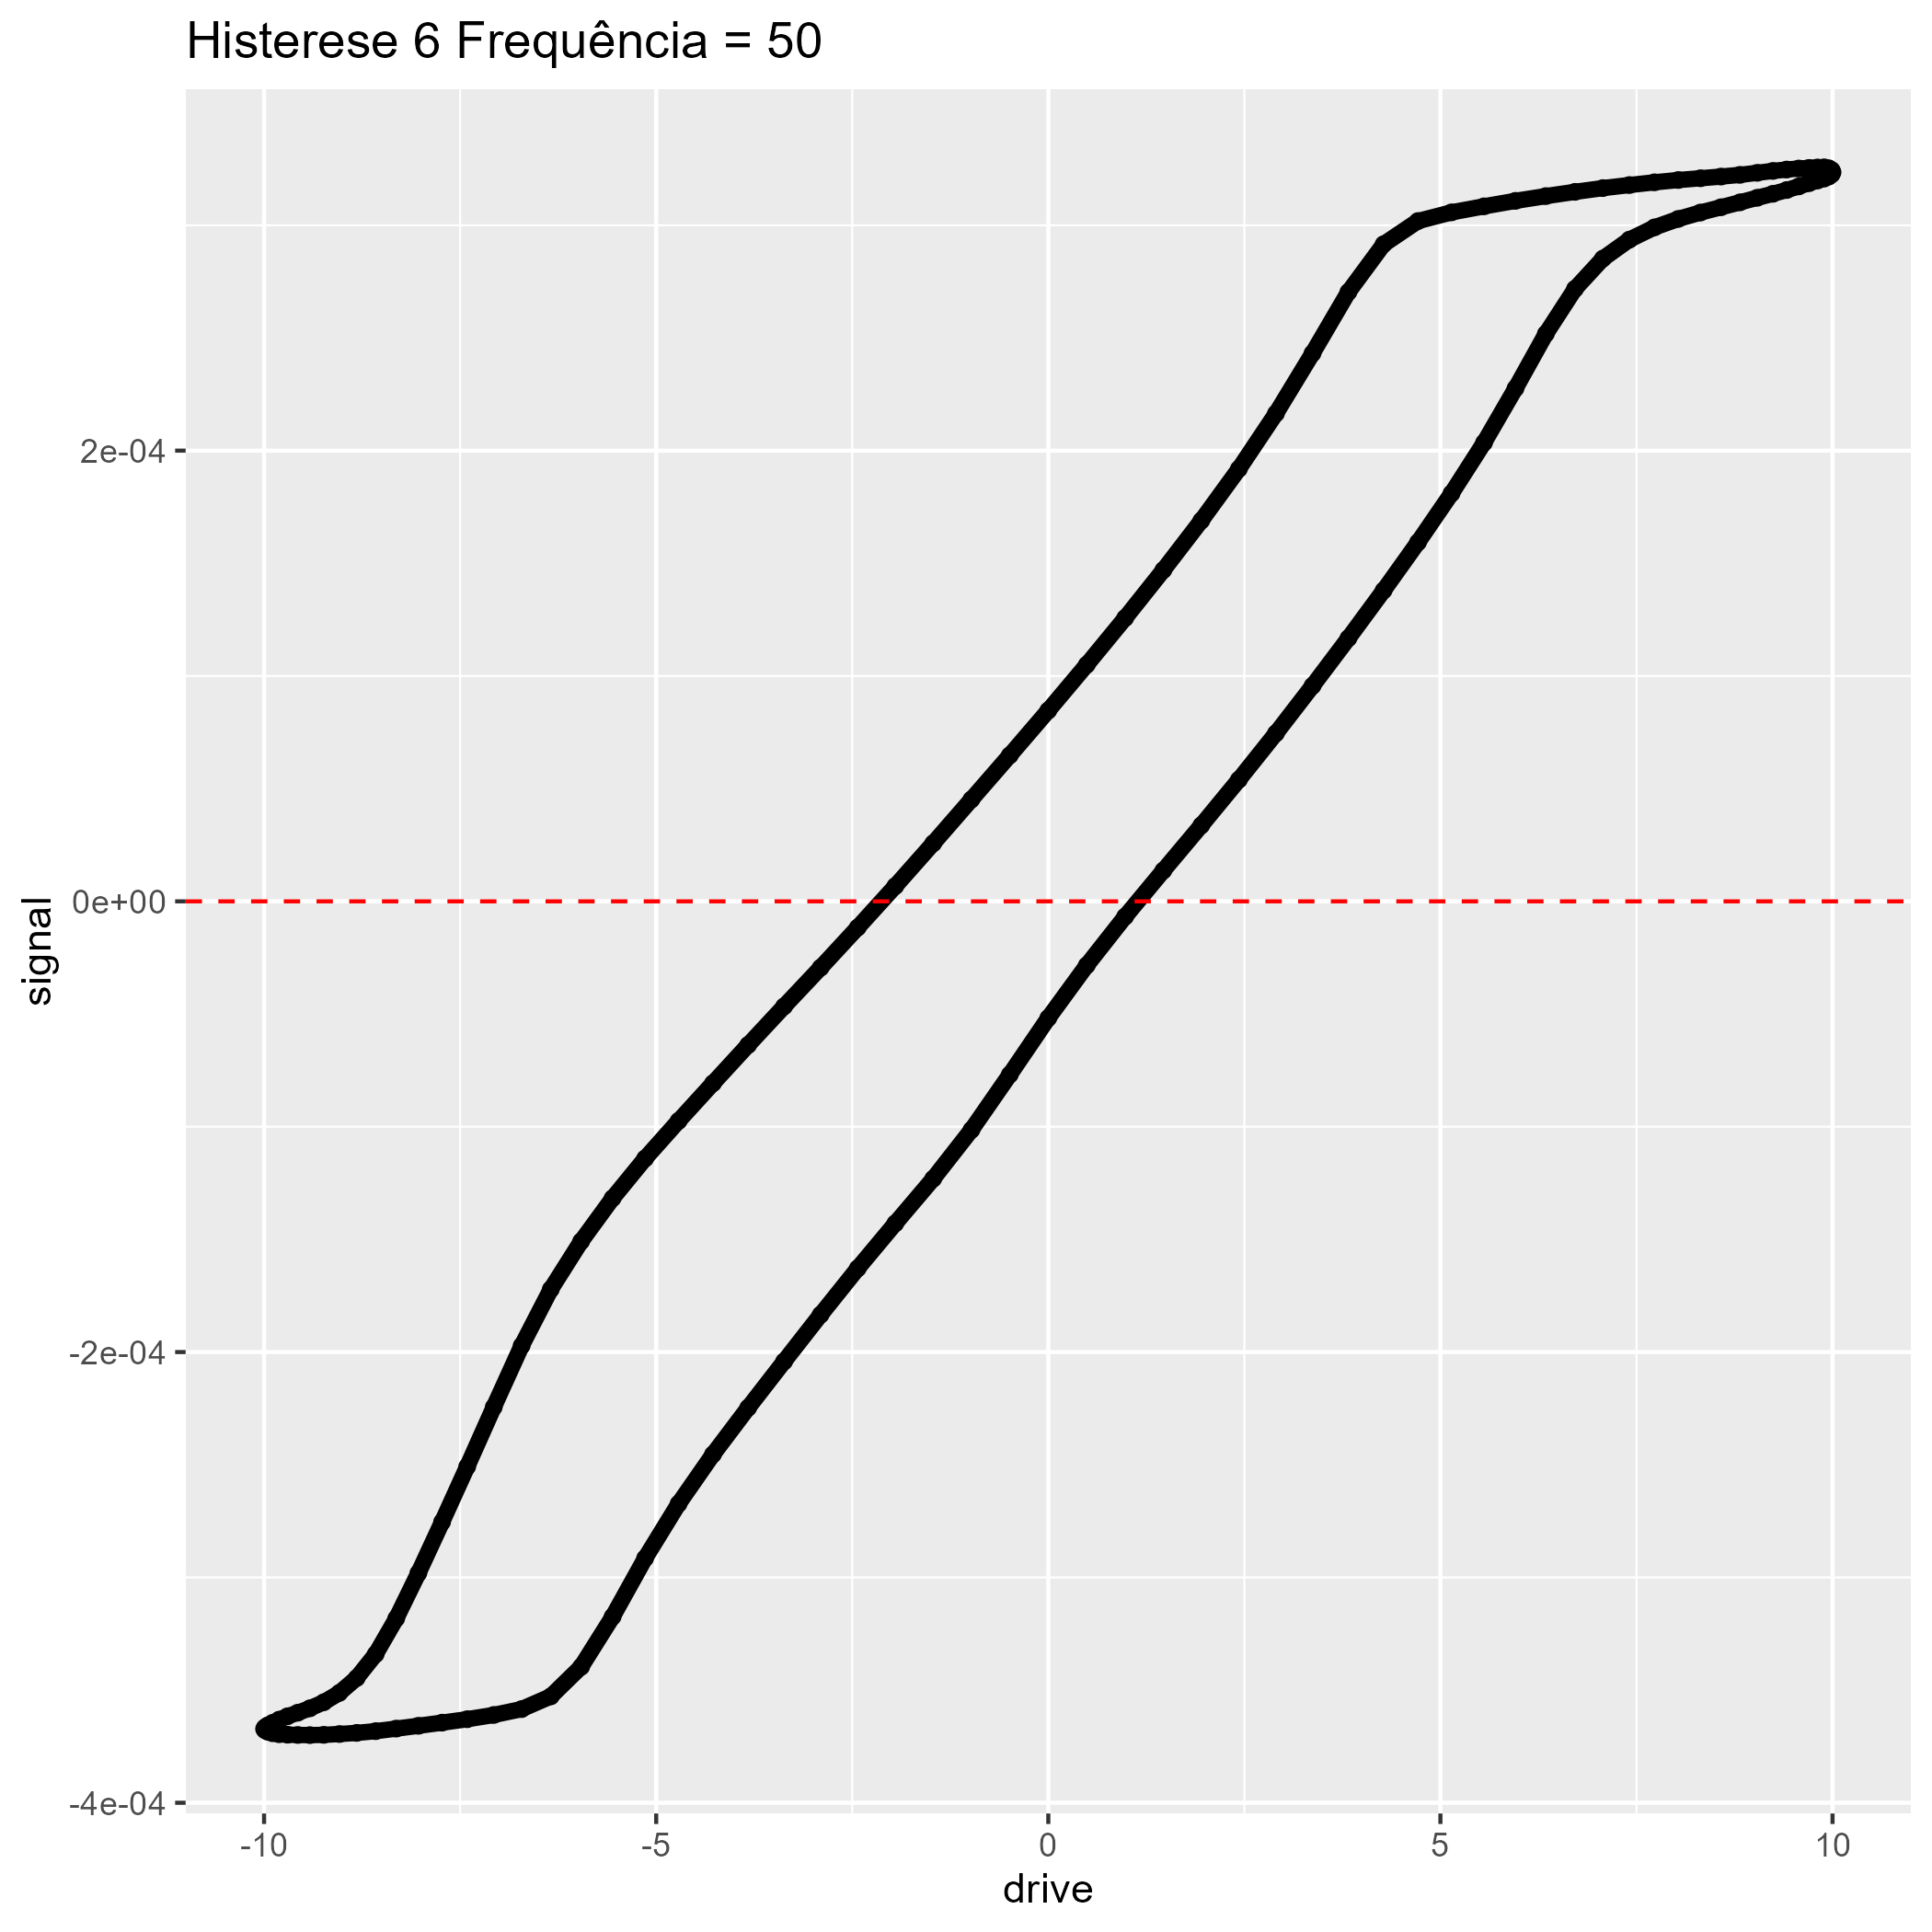 Histerese 6 Frequência = 50
signal
2e-04
0e+00
-2e-04
-4e-04
-10 -5 0 5 10
drive